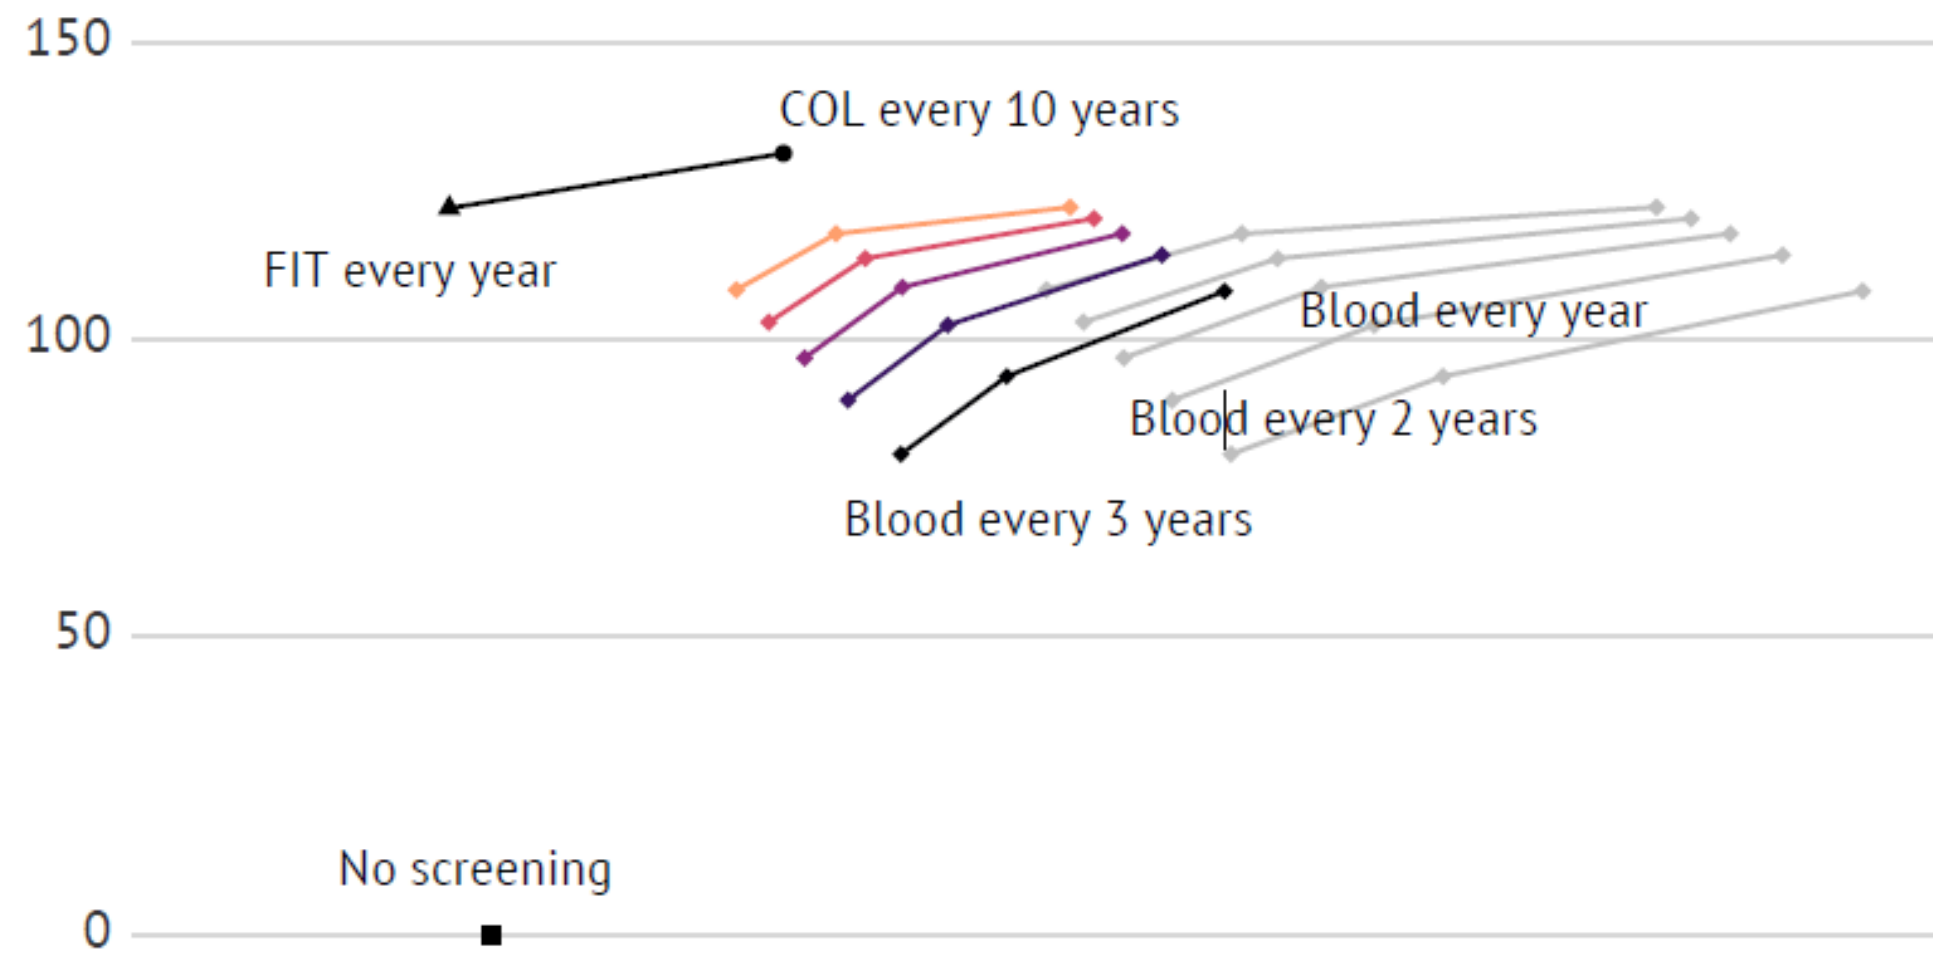 150
COL every 10 years
FIT every year
Blood every year
100
Blood every 2 years
Blood every 3 years
50
No screening
0